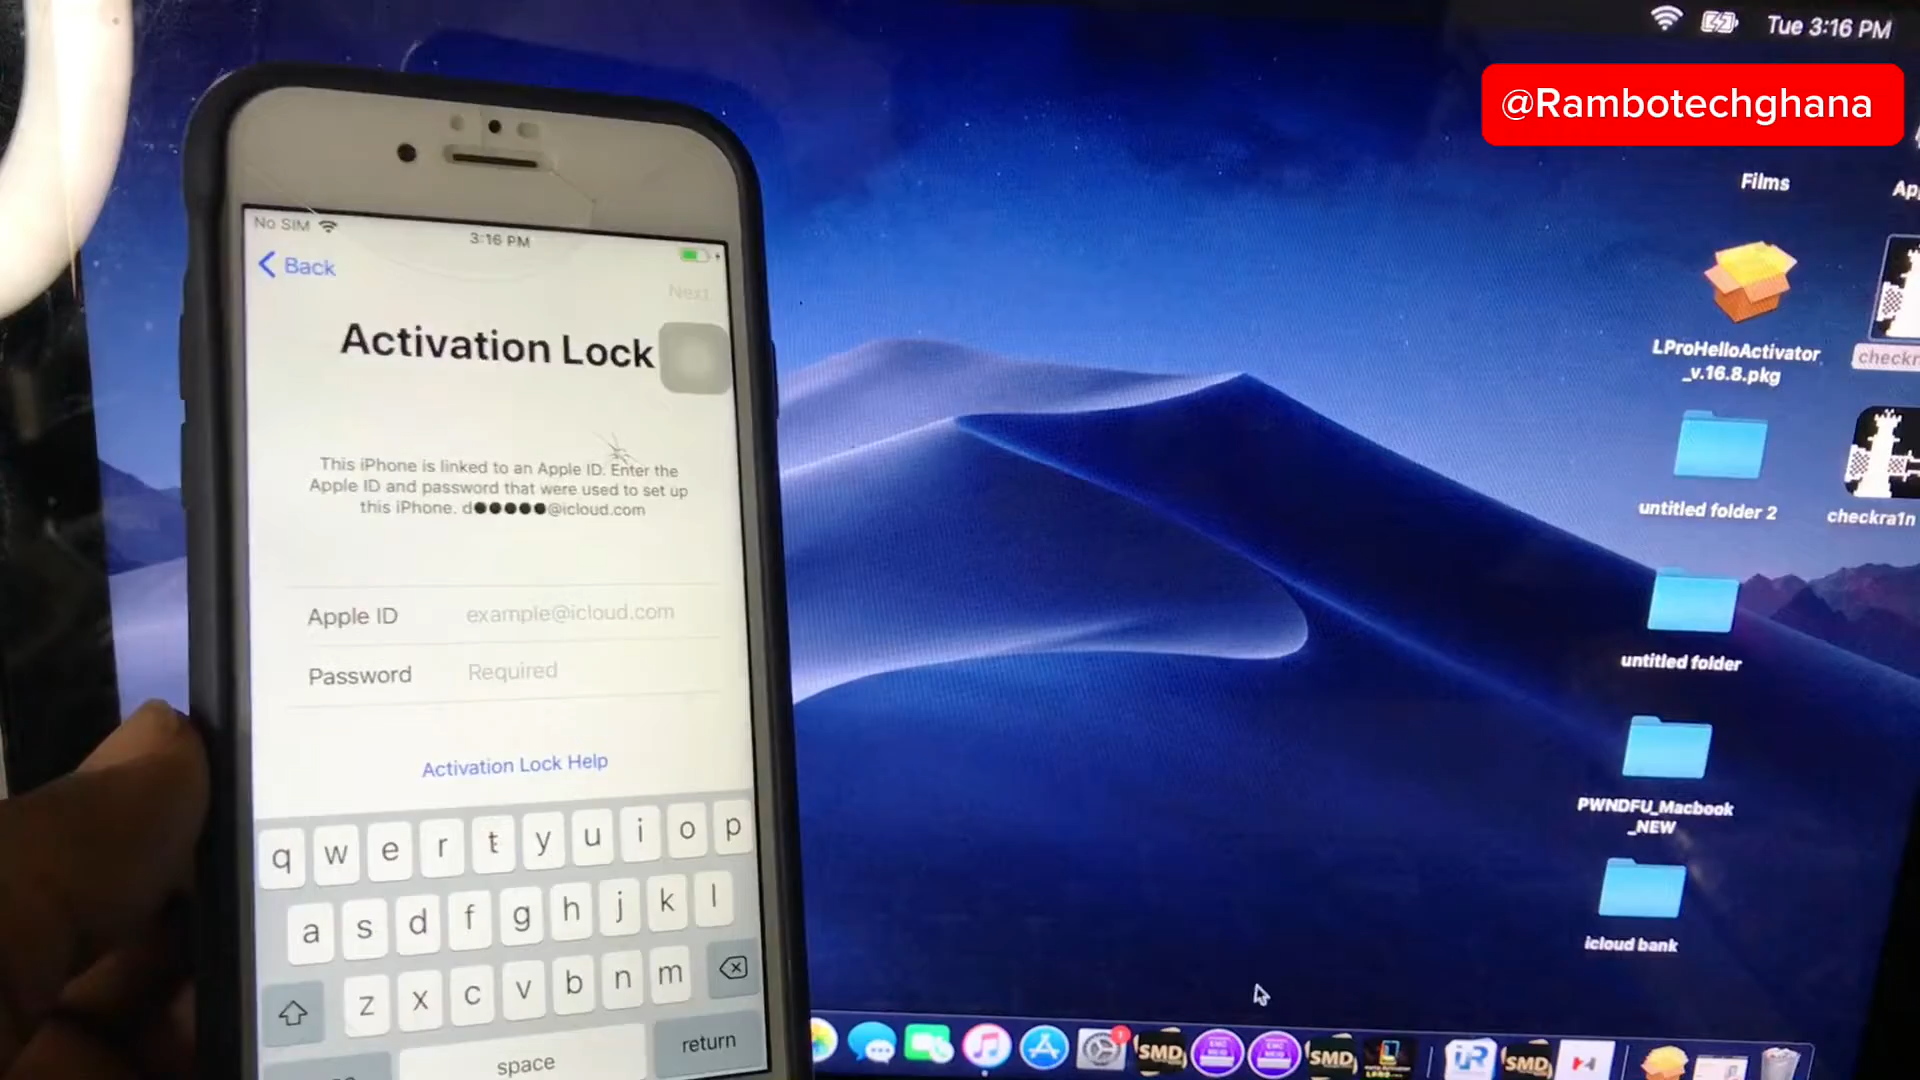 Tue 3:16 PM
@Rambotechghana
Films
LProHelloActivator
_v.16.8.pkg
untitled folder 2
checkra1n
untitled folder
PWNDFU_Macbook
_NEW
icloud bank
No SIM
3:16 PM
Back
Next
Activation Lock
This iPhone is linked to an Apple ID. Enter the
Apple ID and password that were used to set up
this iPhone. d●●●●●@icloud.com
Apple ID example@icloud.com
Password Required
Activation Lock Help
q w e r t y u i o p
a s d f g h j k l
z x c v b n m
space return
SMD
SMD
SMD